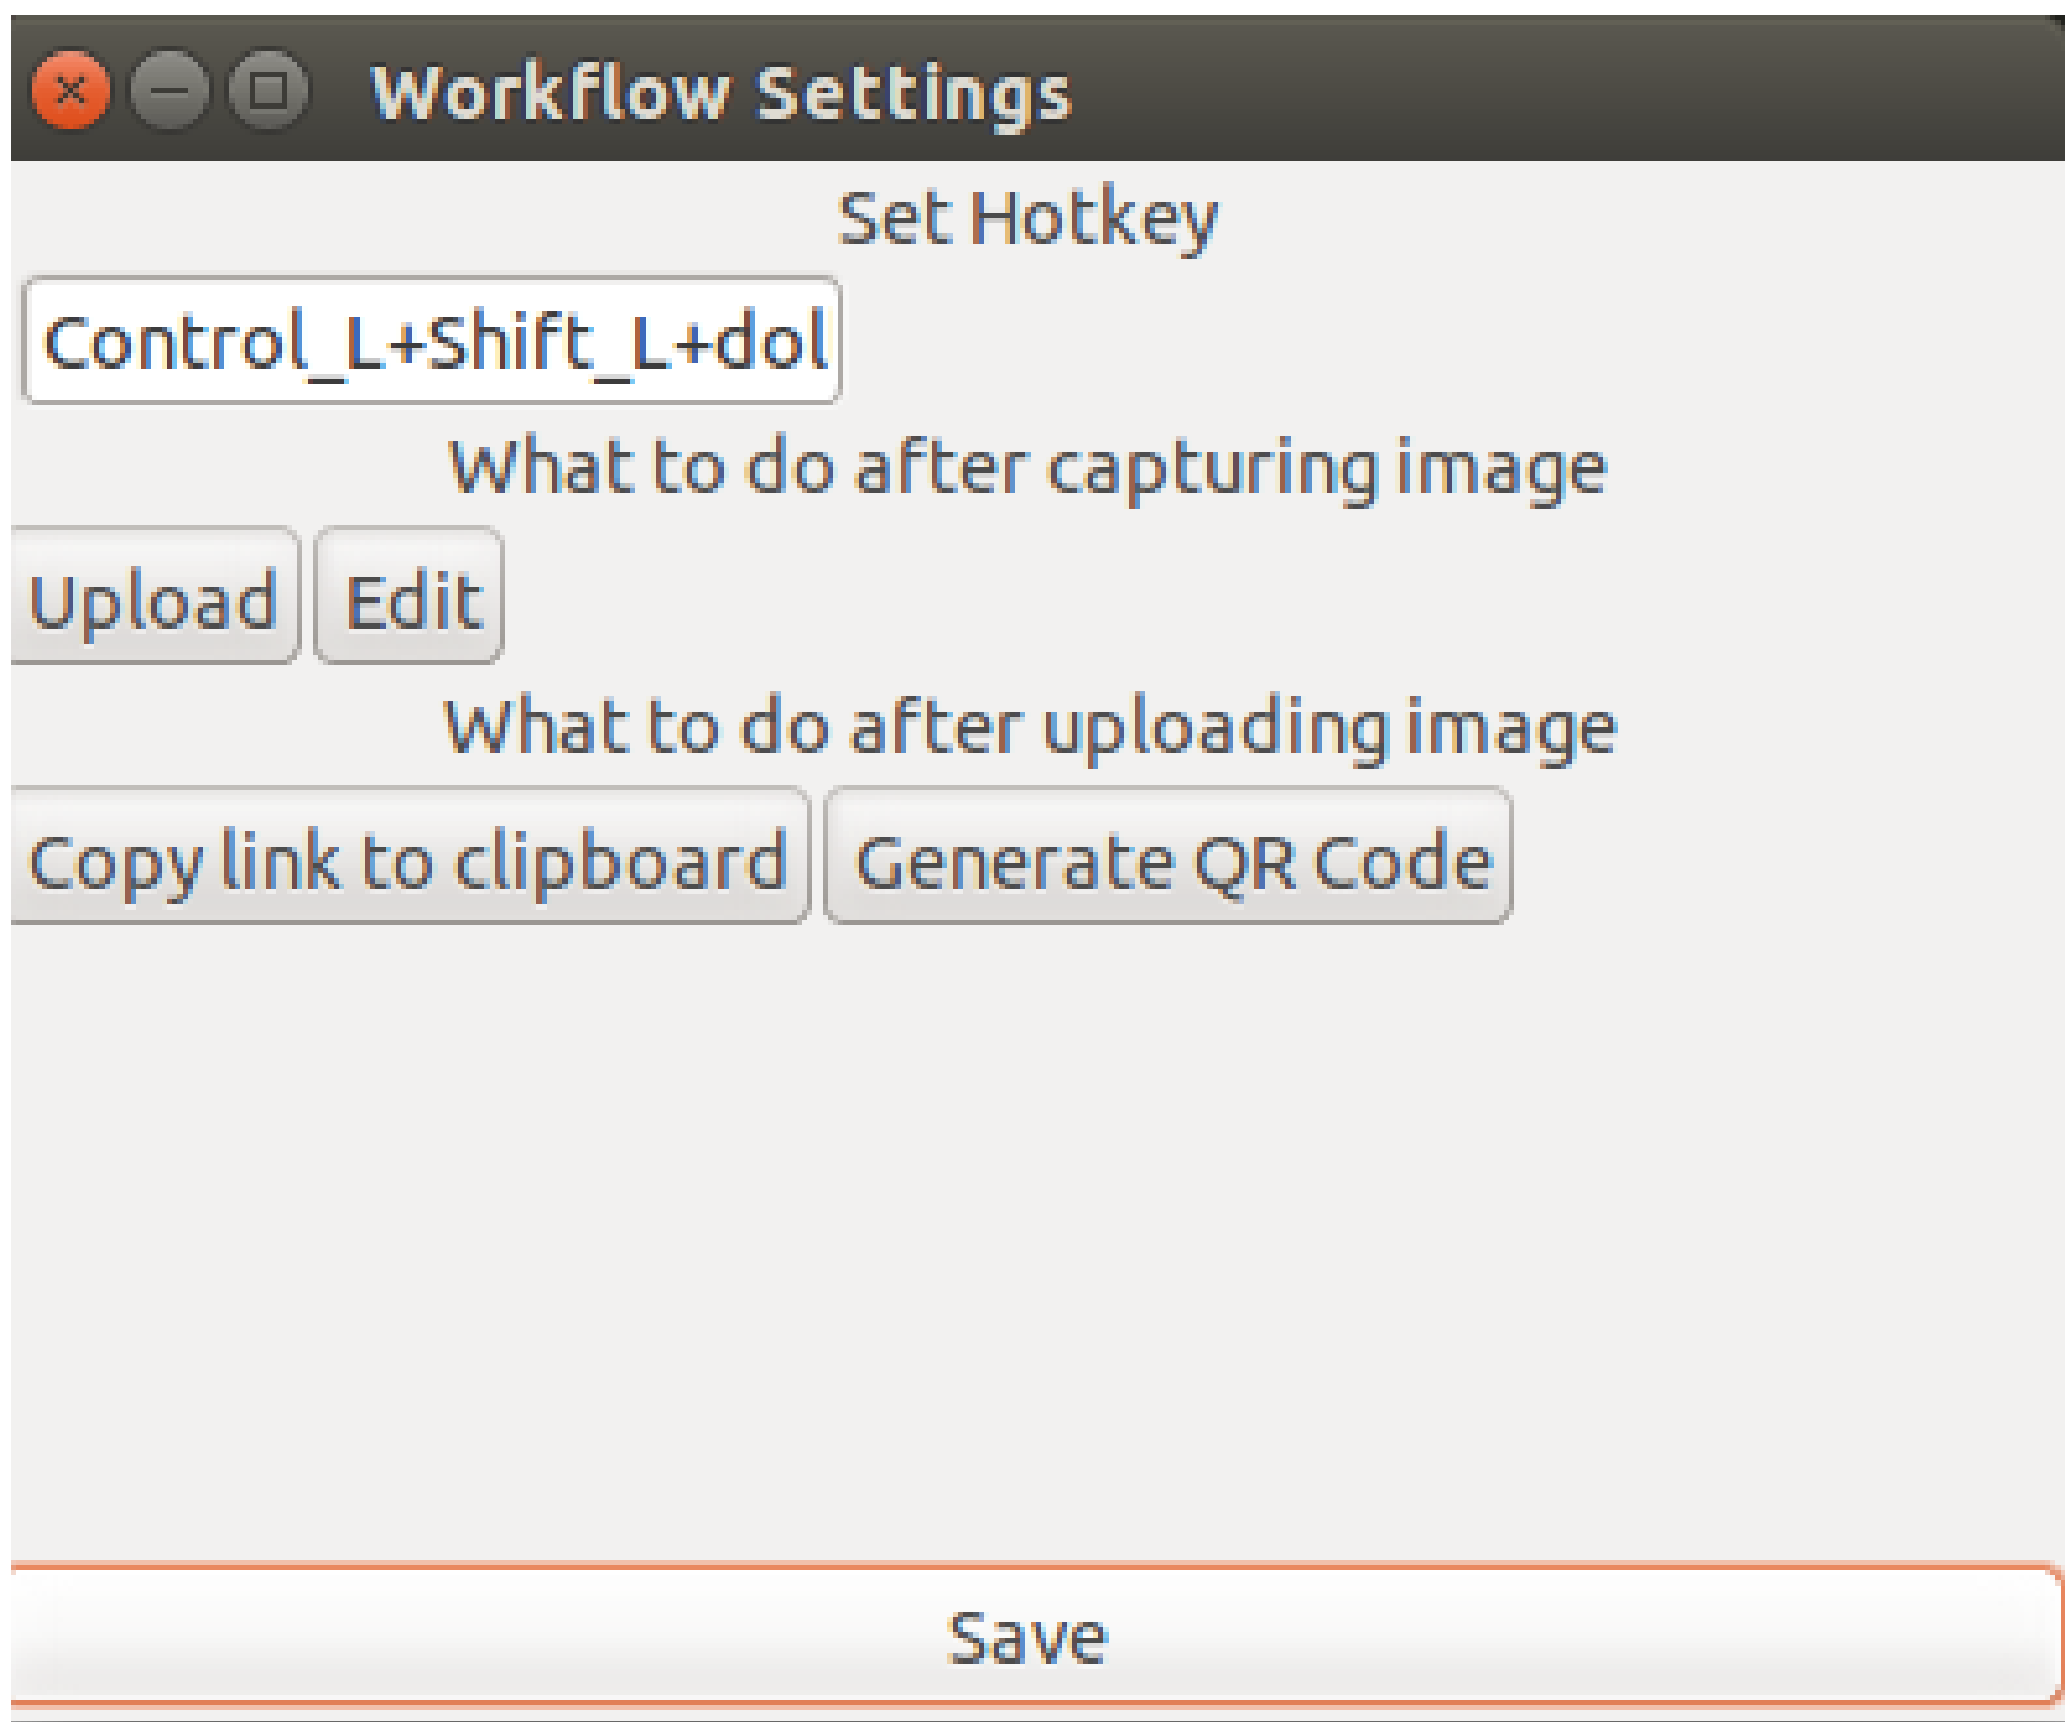 Workflow Settings
Set Hotkey
Control_L+Shift_L+dol
What to do after capturing image
Upload Edit
What to do after uploading image
Copy link to clipboard Generate QR Code
Save